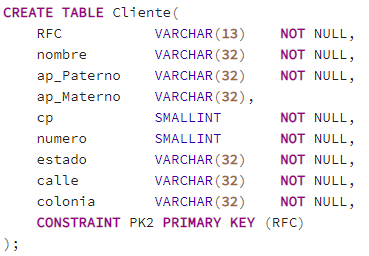 CREATE TABLE Cliente(
    RFC            VARCHAR(13)    NOT NULL,
    nombre         VARCHAR(32)    NOT NULL,
    ap_Paterno     VARCHAR(32)    NOT NULL,
    ap_Materno     VARCHAR(32),
    cp             SMALLINT       NOT NULL,
    numero         SMALLINT       NOT NULL,
    estado         VARCHAR(32)    NOT NULL,
    calle          VARCHAR(32)    NOT NULL,
    colonia        VARCHAR(32)    NOT NULL,
    CONSTRAINT PK2 PRIMARY KEY (RFC)
);